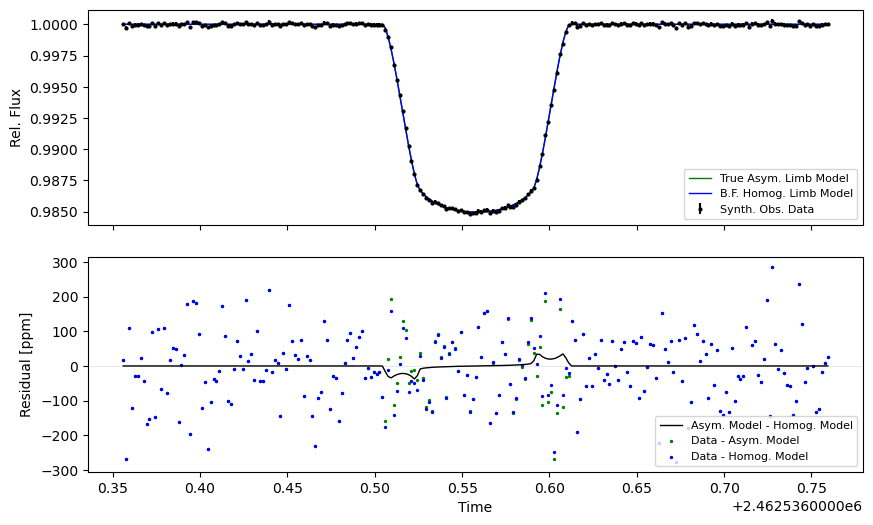 1.0000
0.9975
0.9950
0.9925
0.9900
0.9875
0.9850
Rel. Flux
True Asym. Limb Model
B.F. Homog. Limb Model
Synth. Obs. Data
300
200
100
0
−100
−200
−300
Residual [ppm]
Asym. Model - Homog. Model
Data - Asym. Model
Data - Homog. Model
0.35
0.40
0.45
0.50
0.55
0.60
0.65
0.70
0.75
Time
+2.4625360000e6